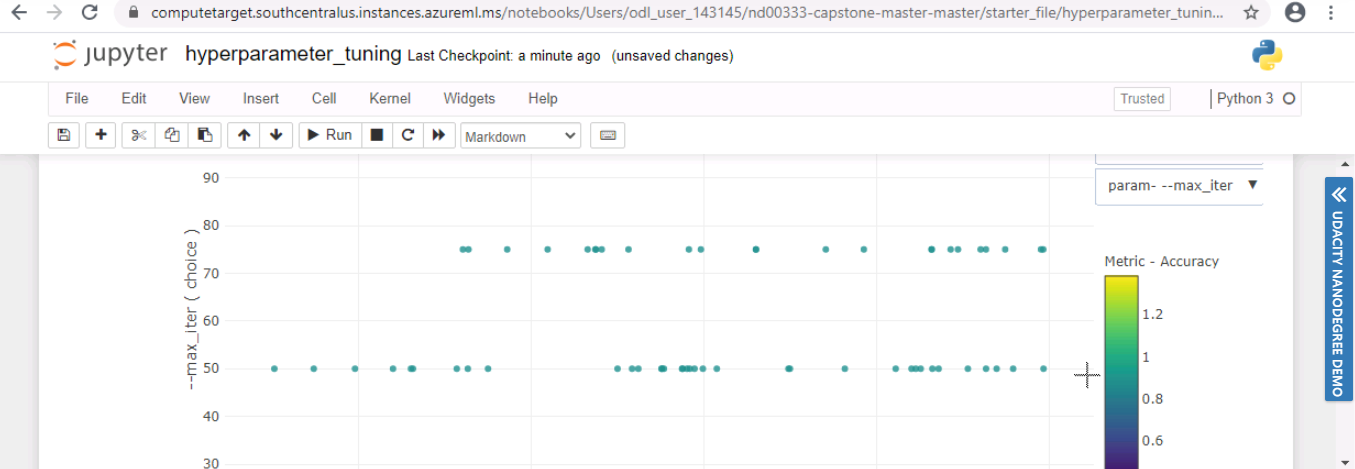 computetarget.southcentralus.instances.azureml.ms/notebooks/Users/odl_user_143145/nd00333-capstone-master-master/starter_file/hyperparameter_tunin...
jupyter hyperparameter_tuning Last Checkpoint: a minute ago (unsaved changes)
File Edit View Insert Cell Kernel Widgets Help Trusted Python 3
Run Markdown
90
80
70
60
50
40
30
--max_iter ( choice )
param- --max_iter
Metric - Accuracy
1.2
1
0.8
0.6
UDACITY NANODEGREE DEMO